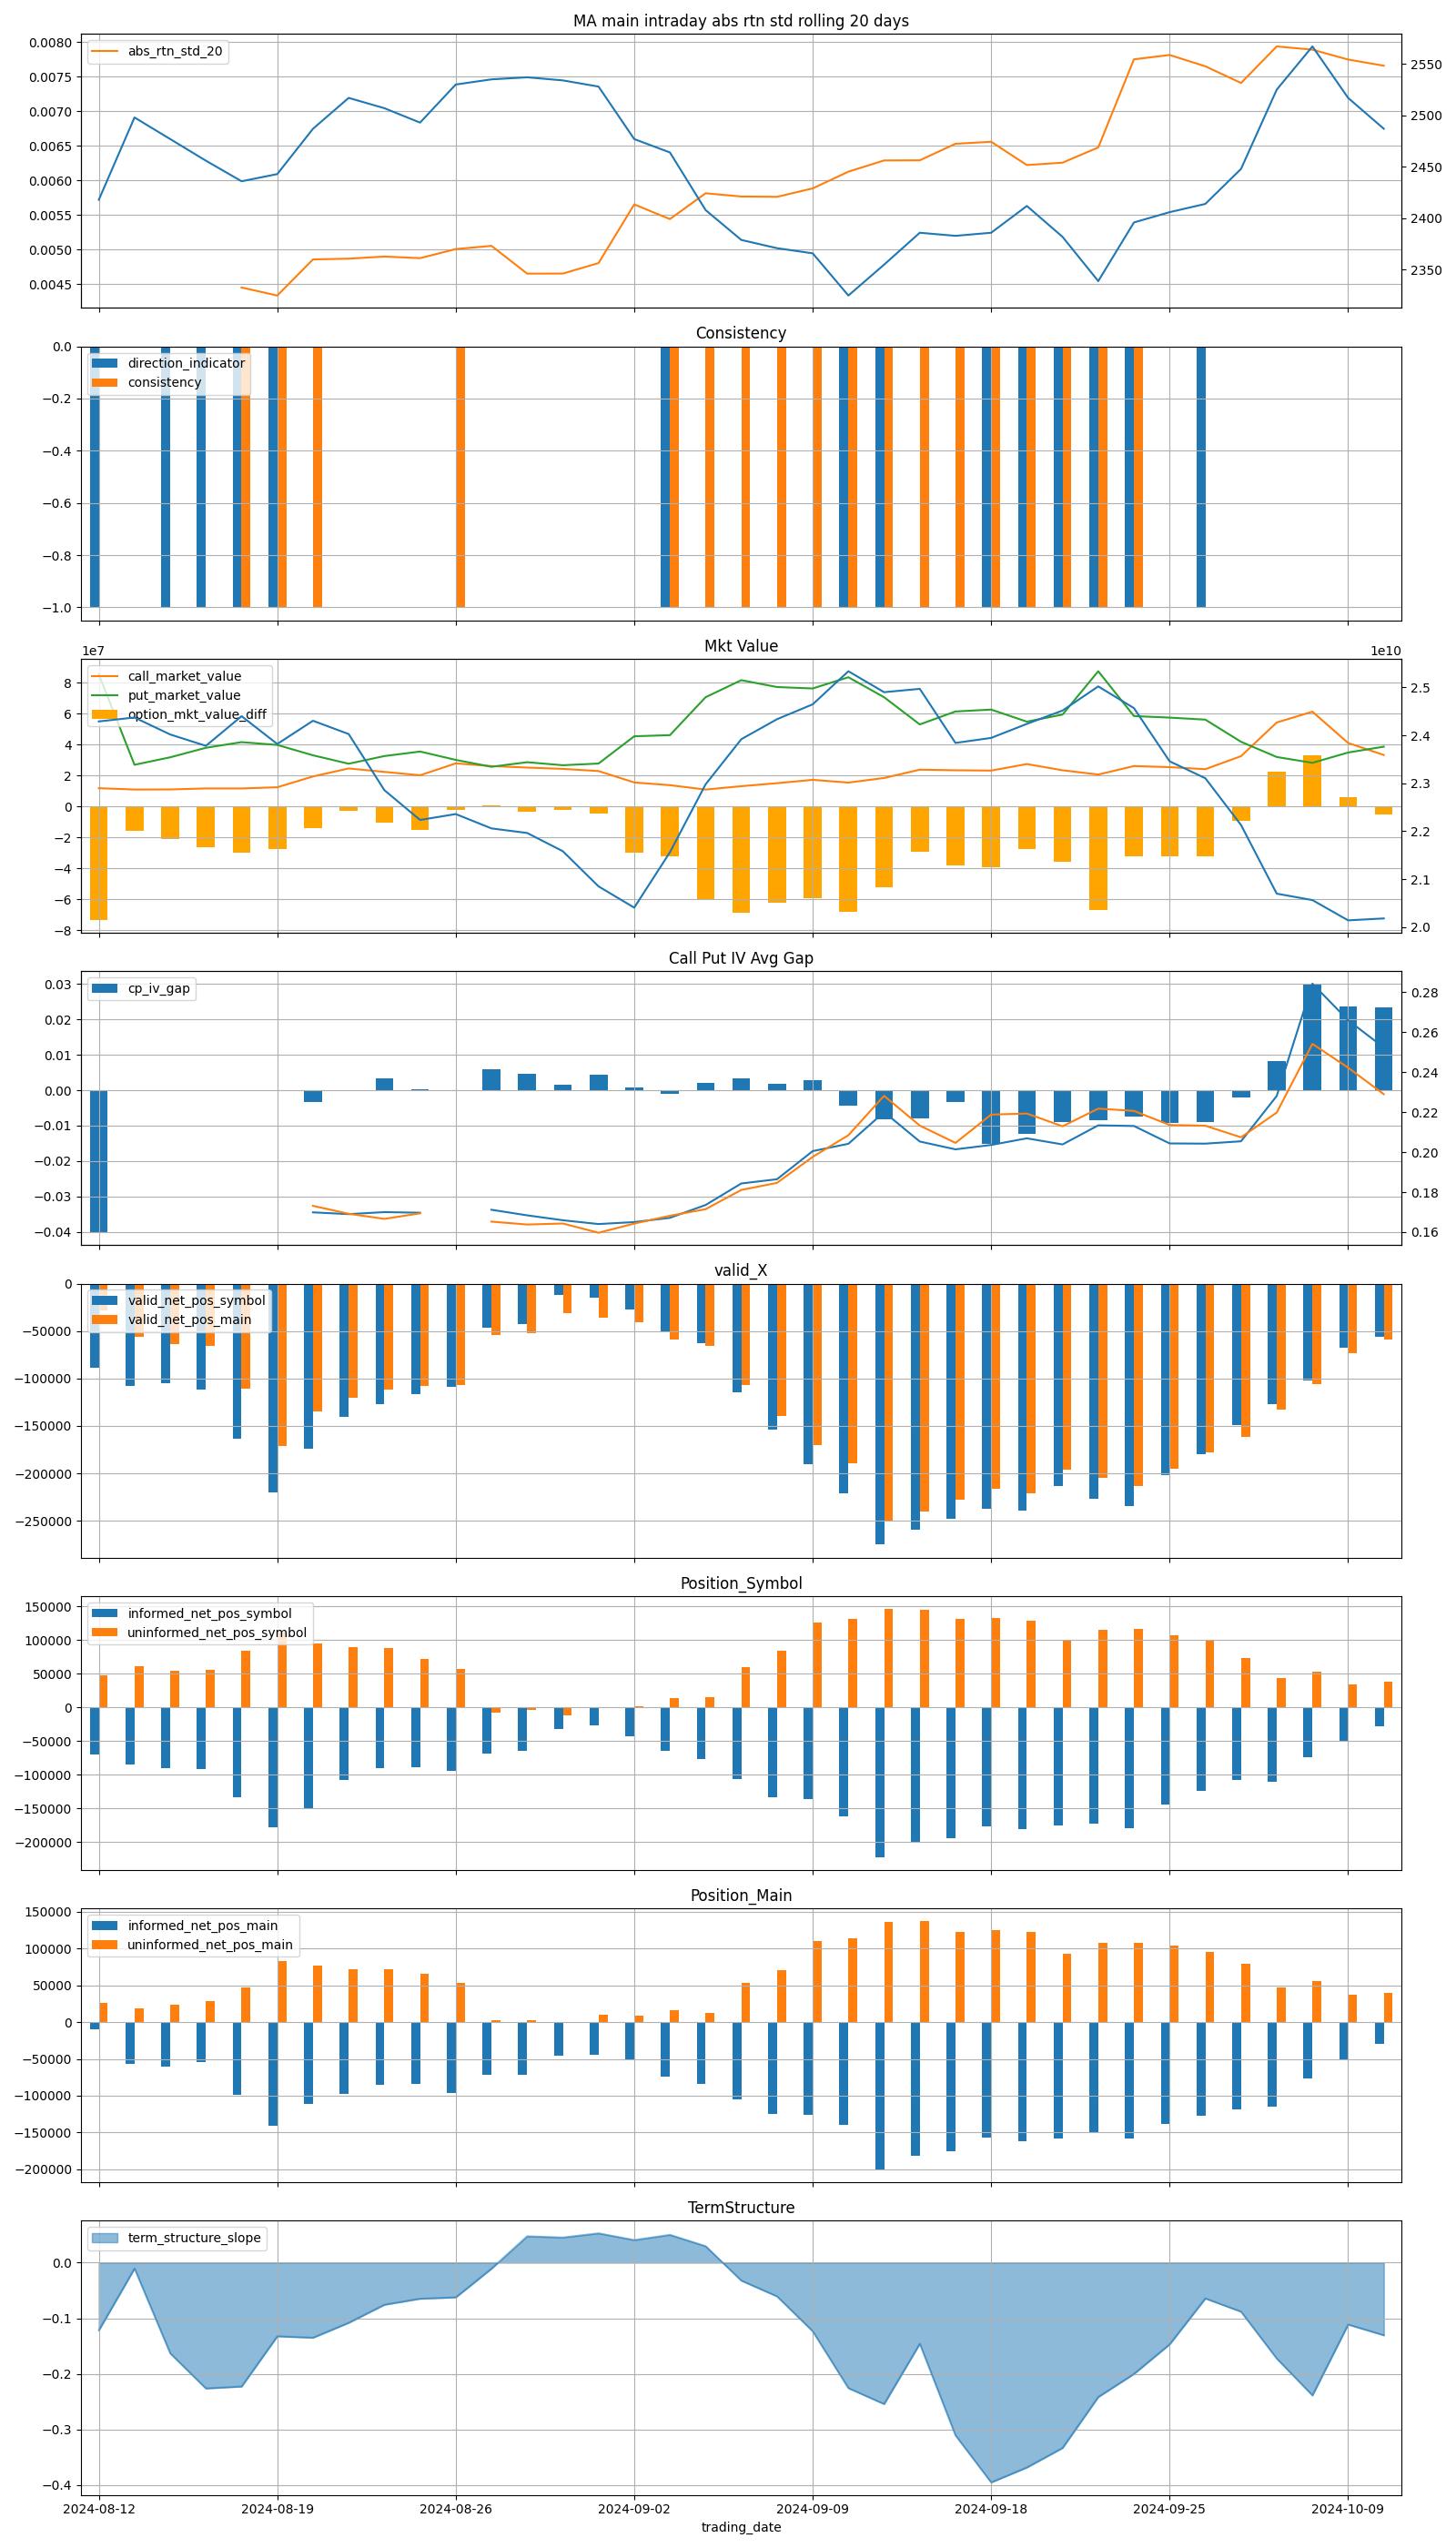 MA main intraday abs rtn std rolling 20 days
abs_rtn_std_20
0.0080
0.0075
0.0070
0.0065
0.0060
0.0055
0.0050
0.0045
2550
2500
2450
2400
2350
Consistency
direction_indicator
consistency
0.0
−0.2
−0.4
−0.6
−0.8
−1.0
Mkt Value
1e7
1e10
call_market_value
put_market_value
option_mkt_value_diff
8
6
4
2
0
−2
−4
−6
−8
2.5
2.4
2.3
2.2
2.1
2.0
Call Put IV Avg Gap
cp_iv_gap
0.03
0.02
0.01
0.00
−0.01
−0.02
−0.03
−0.04
0.28
0.26
0.24
0.22
0.20
0.18
0.16
valid_X
valid_net_pos_symbol
valid_net_pos_main
0
−50000
−100000
−150000
−200000
−250000
Position_Symbol
informed_net_pos_symbol
uninformed_net_pos_symbol
150000
100000
50000
0
−50000
−100000
−150000
−200000
Position_Main
informed_net_pos_main
uninformed_net_pos_main
150000
100000
50000
0
−50000
−100000
−150000
−200000
TermStructure
term_structure_slope
0.0
−0.1
−0.2
−0.3
−0.4
2024-08-12 2024-08-19 2024-08-26 2024-09-02 2024-09-09 2024-09-18 2024-09-25 2024-10-09
trading_date